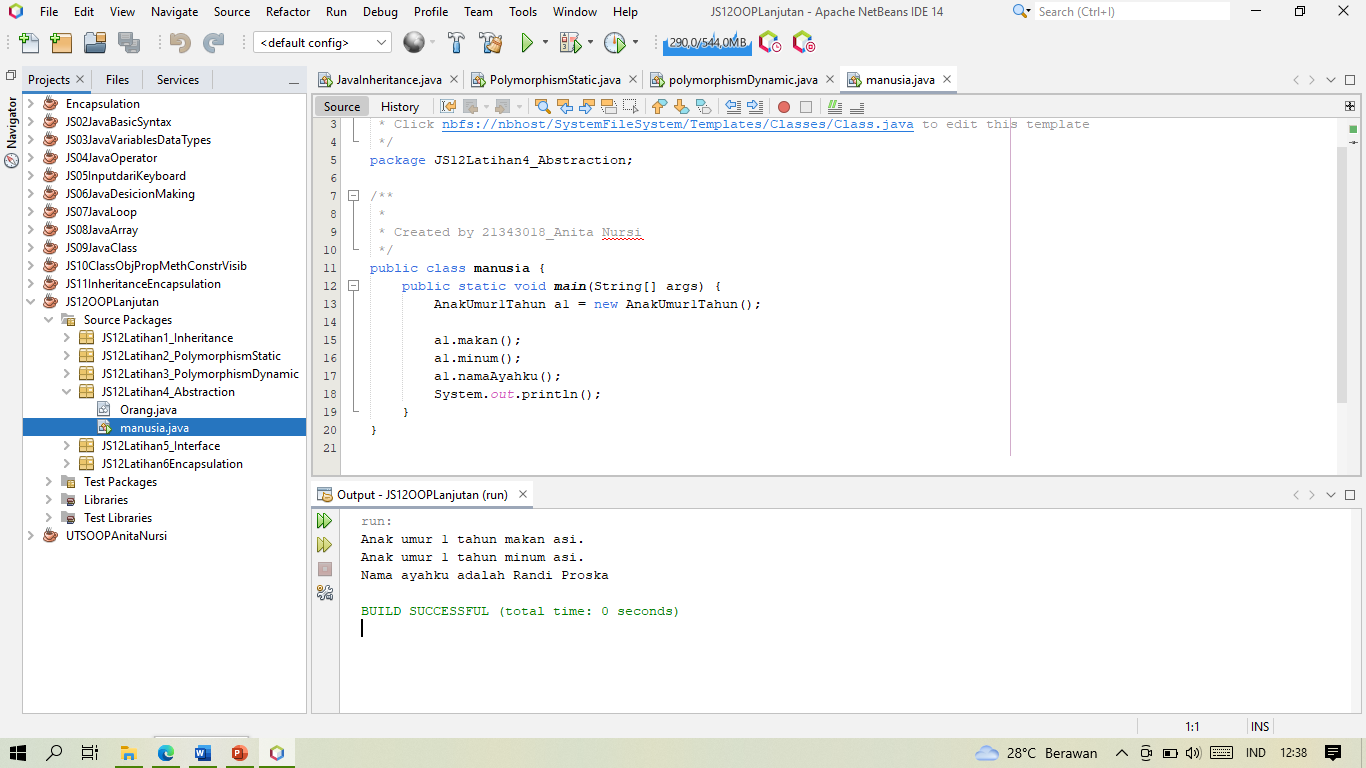 File Edit View Navigate Source Refactor Run Debug Profile Team Tools Window Help JS12OOPLanjutan - Apache NetBeans IDE 14 Search (Ctrl+I)
<default config> 290,0/544,0MB
Projects Files Services
Navigator
Encapsulation
JS02JavaBasicSyntax
JS03JavaVariablesDataTypes
JS04JavaOperator
JS05InputdariKeyboard
JS06JavaDesicionMaking
JS07JavaLoop
JS08JavaArray
JS09JavaClass
JS10ClassObjPropMethConstrVisib
JS11InheritanceEncapsulation
JS12OOPLanjutan
Source Packages
JS12Latihan1_Inheritance
JS12Latihan2_PolymorphismStatic
JS12Latihan3_PolymorphismDynamic
JS12Latihan4_Abstraction
Orang.java
manusia.java
JS12Latihan5_Interface
JS12Latihan6Encapsulation
Test Packages
Libraries
Test Libraries
UTSOOPAnitaNursi
JavaInheritance.java PolymorphismStatic.java polymorphismDynamic.java manusia.java
Source History
3 * Click nbfs://nbhost/SystemFileSystem/Templates/Classes/Class.java to edit this template
4 */
5 package JS12Latihan4_Abstraction;
6
7 /**
8 *
9 * Created by 21343018_Anita Nursi
10 */
11 public class manusia {
12 public static void main(String[] args) {
13 AnakUmur1Tahun a1 = new AnakUmur1Tahun();
14
15 a1.makan();
16 a1.minum();
17 a1.namaAyahku();
18 System.out.println();
19 }
20 }
21
Output - JS12OOPLanjutan (run)
run:
Anak umur 1 tahun makan asi.
Anak umur 1 tahun minum asi.
Nama ayahku adalah Randi Proska
BUILD SUCCESSFUL (total time: 0 seconds)
1:1 INS
28°C Berawan IND 12:38